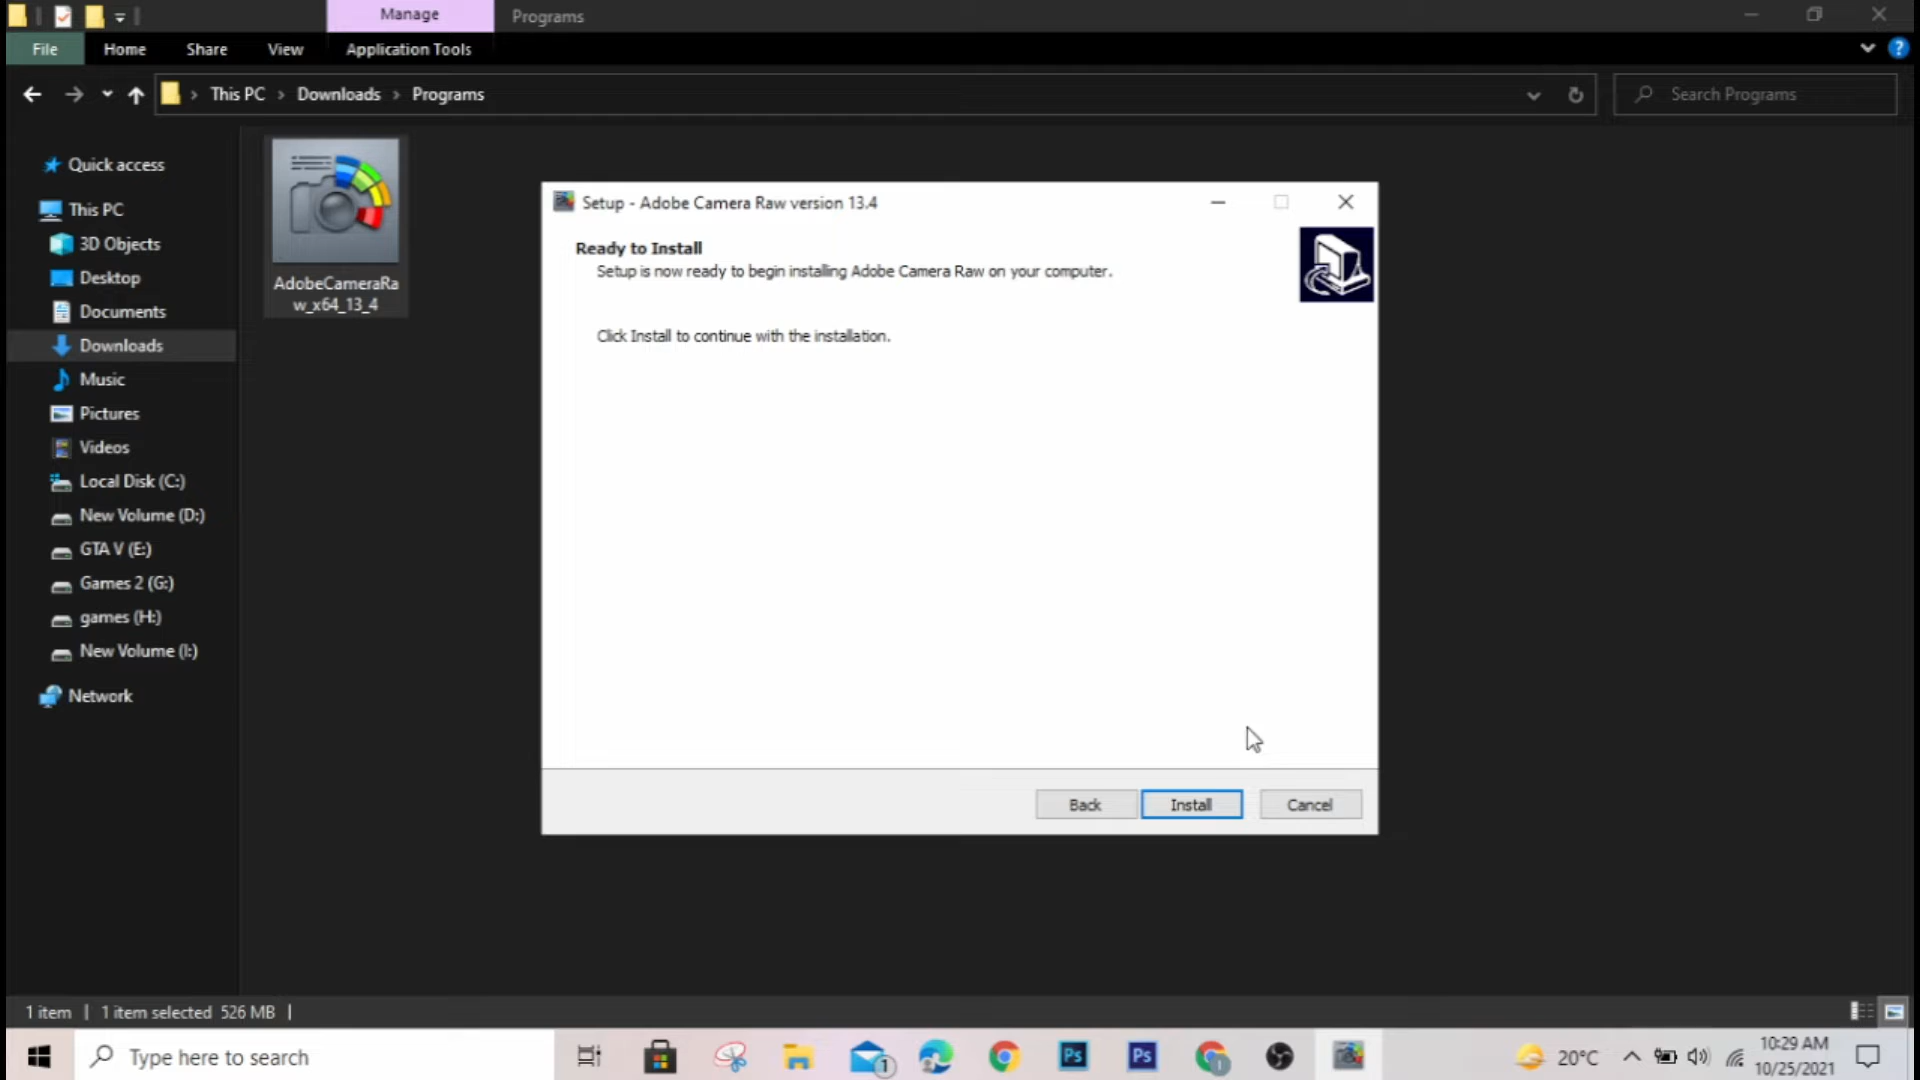 Manage
Programs
File
Home
Share
View
Application Tools
This PC
Downloads
Programs
Search Programs
Quick access
This PC
3D Objects
Desktop
Documents
Downloads
Music
Pictures
Videos
Local Disk (C:)
New Volume (D:)
GTA V (E:)
Games 2 (G:)
games (H:)
New Volume (I:)
Network
AdobeCameraRa
w_x64_13_4
Setup - Adobe Camera Raw version 13.4
Ready to Install
Setup is now ready to begin installing Adobe Camera Raw on your computer.
Click Install to continue with the installation.
Back
Install
Cancel
1 item
1 item selected 526 MB
Type here to search
1
Ps
Ps
20°C
10:29 AM
10/25/2021